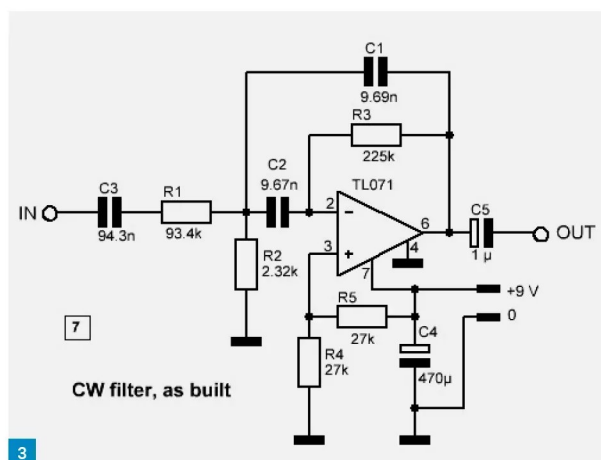 C1
9.69n
R3
225k
C2
9.67n
TL071
C3
94.3n
R1
93.4k
IN
2
−
3
+
6
4
7
C5
1 µ
OUT
R2
2.32k
+9 V
0
R5
27k
C4
470µ
R4
27k
7
CW filter, as built
3